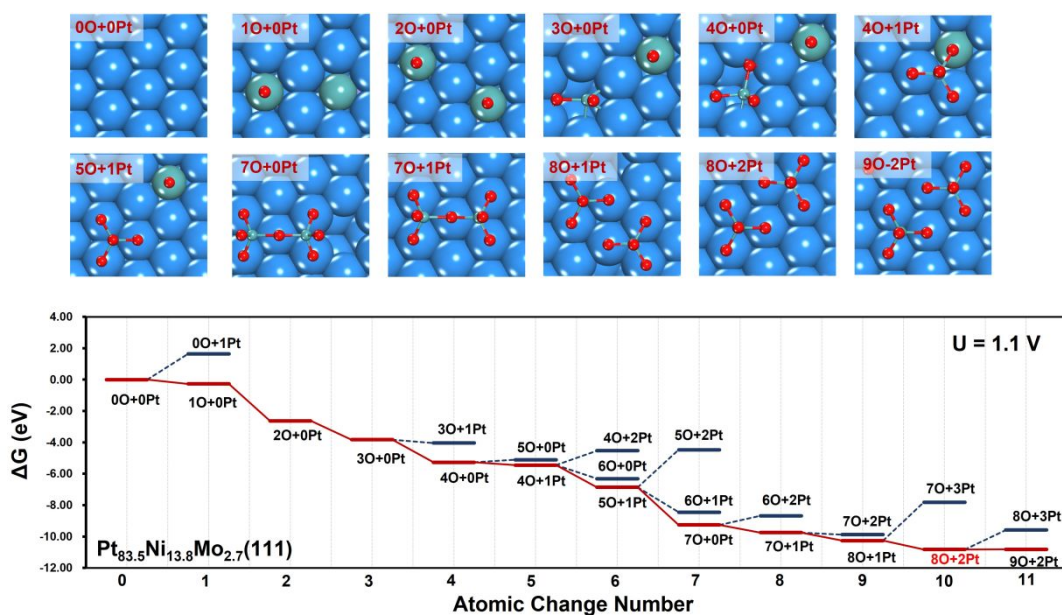 0O+0Pt
1O+0Pt
2O+0Pt
3O+0Pt
4O+0Pt
4O+1Pt
5O+1Pt
7O+0Pt
7O+1Pt
8O+1Pt
8O+2Pt
9O-2Pt
4.00
2.00
0.00
-2.00
-4.00
-6.00
-8.00
-10.00
-12.00
ΔG (eV)
U = 1.1 V
0O+0Pt
0O+1Pt
1O+0Pt
2O+0Pt
3O+0Pt
3O+1Pt
4O+0Pt
5O+0Pt
4O+1Pt
4O+2Pt
6O+0Pt
5O+1Pt
5O+2Pt
6O+1Pt
7O+0Pt
6O+2Pt
7O+1Pt
7O+2Pt
8O+1Pt
7O+3Pt
8O+2Pt
8O+3Pt
9O+2Pt
Pt83.5Ni13.8Mo2.7(111)
0 1 2 3 4 5 6 7 8 9 10 11
Atomic Change Number